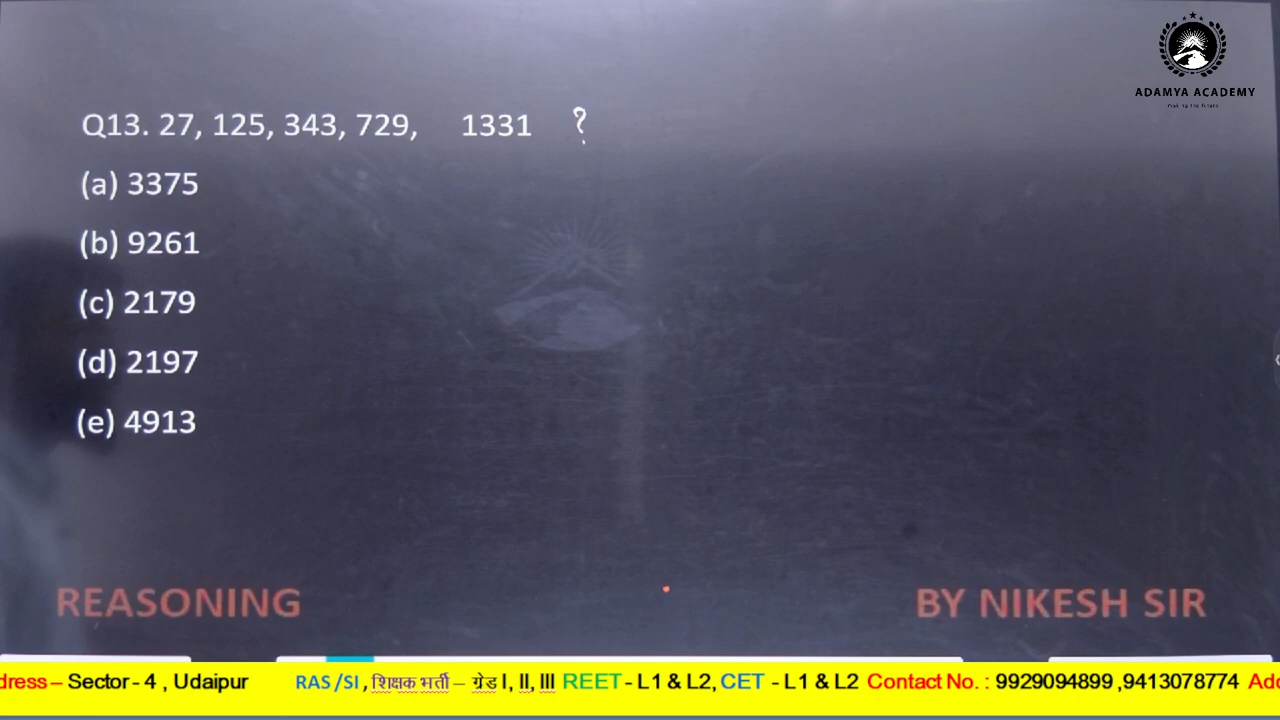 ADAMYA ACADEMY
Q13. 27, 125, 343, 729, 1331 ?
(a) 3375
(b) 9261
(c) 2179
(d) 2197
(e) 4913
REASONING
BY NIKESH SIR
dress – Sector - 4 , Udaipur RAS /SI , शिक्षक भर्ती – ग्रेड I, II, III REET - L1 & L2, CET - L1 & L2 Contact No. : 9929094899 ,9413078774 Add